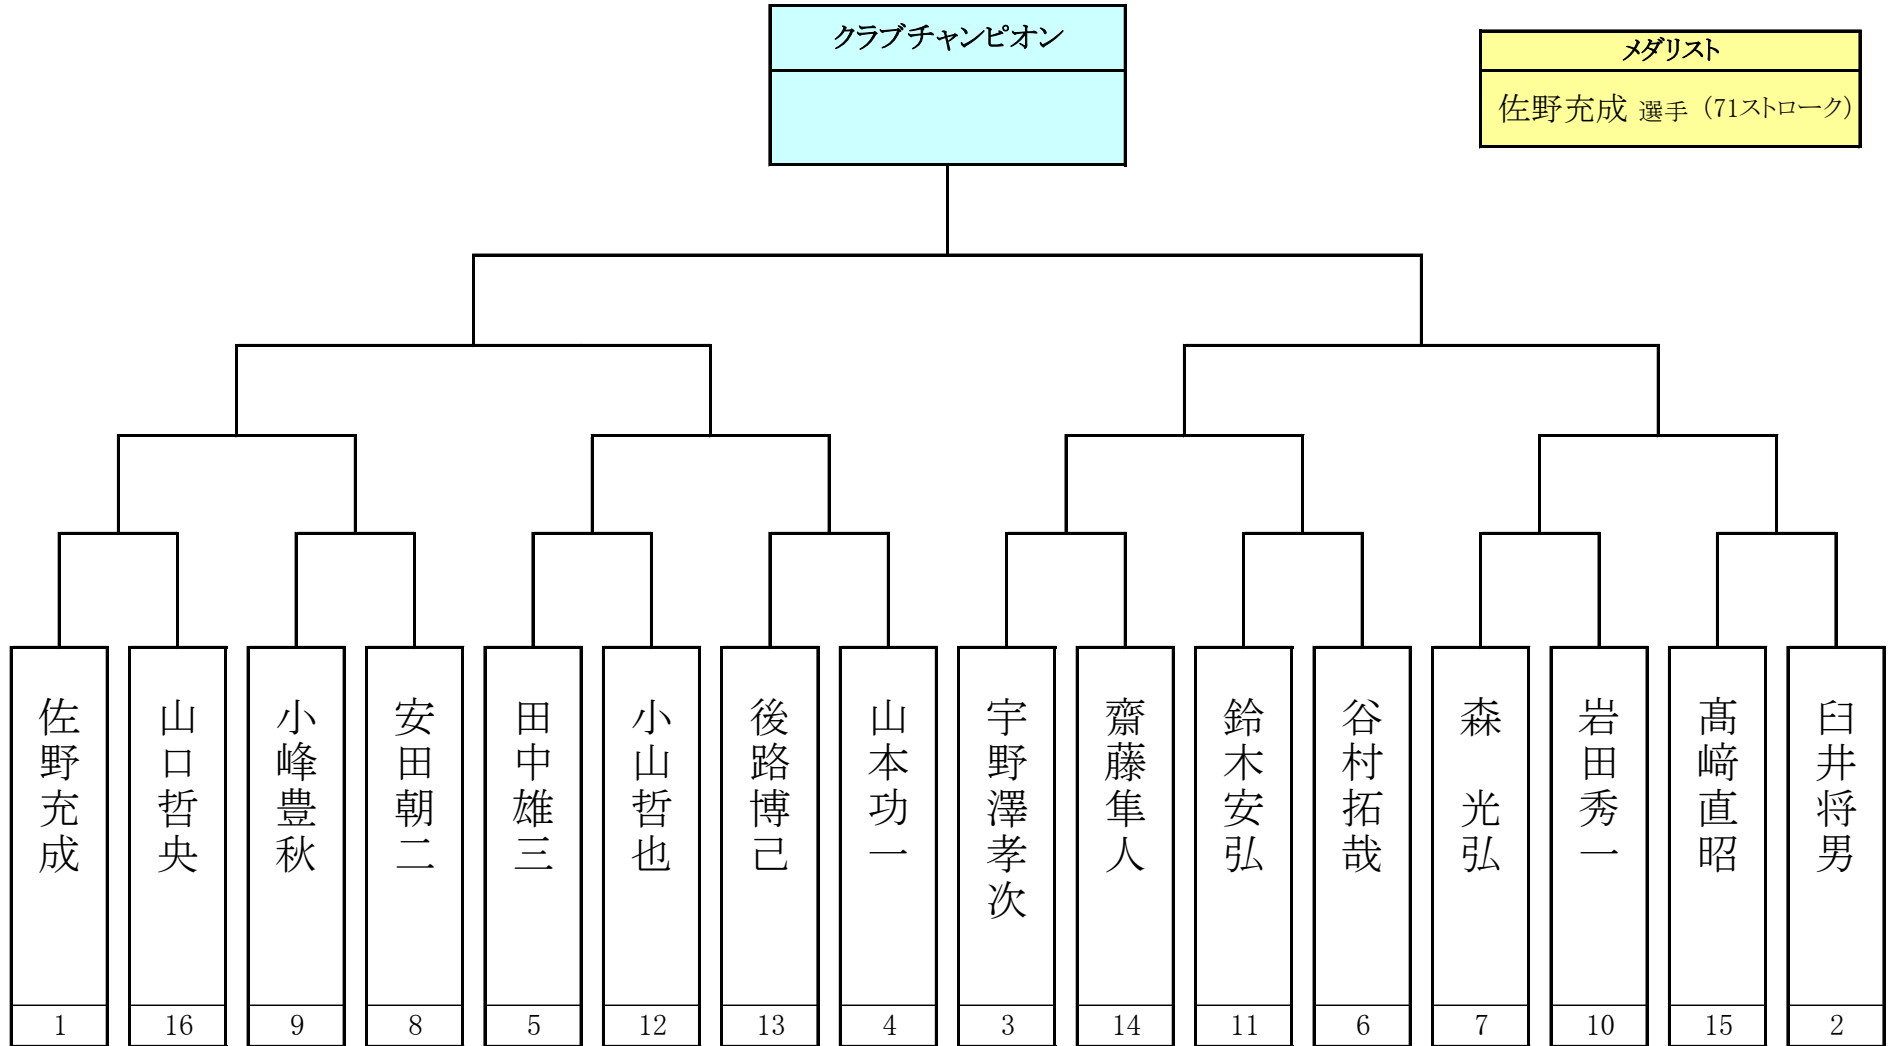 クラブチャンピオン
メダリスト
佐野充成 選手 (71ストローク)
佐野充成
山口哲央
小峰豊秋
安田朝二
田中雄三
小山哲也
後路博己
山本功一
宇野澤孝次
齋藤隼人
鈴木安弘
谷村拓哉
森 光弘
岩田秀一
髙﨑直昭
臼井将男
1 16 9 8 5 12 13 4 3 14 11 6 7 10 15 2